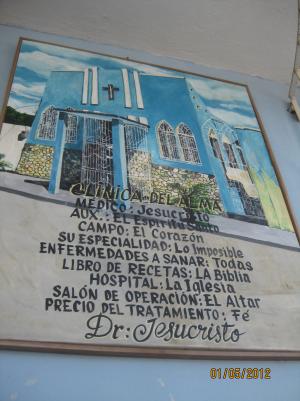 CLINICA DEL ALMA
MEDICO: Jesucristo
AUX.: El Espiritu Santo
CAMPO: El Corazón
SU ESPECIALIDAD: Lo Imposible
ENFERMEDADES A SANAR: Todas
LIBRO DE RECETAS: LA Biblia
HOSPITAL: La Iglesia
SALÓN DE OPERACIÓN: EL Altar
PRECIO DEL TRATAMIENTO: Fé
Dr: Jesucristo
01/05/2012